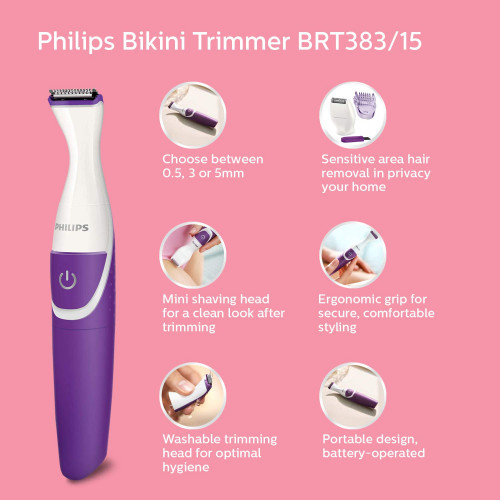 Philips Bikini Trimmer BRT383/15
PHILIPS
Choose between
0.5, 3 or 5mm
Sensitive area hair
removal in privacy
your home
Mini shaving head
for a clean look after
trimming
Ergonomic grip for
secure, comfortable
styling
Washable trimming
head for optimal
hygiene
Portable design,
battery-operated